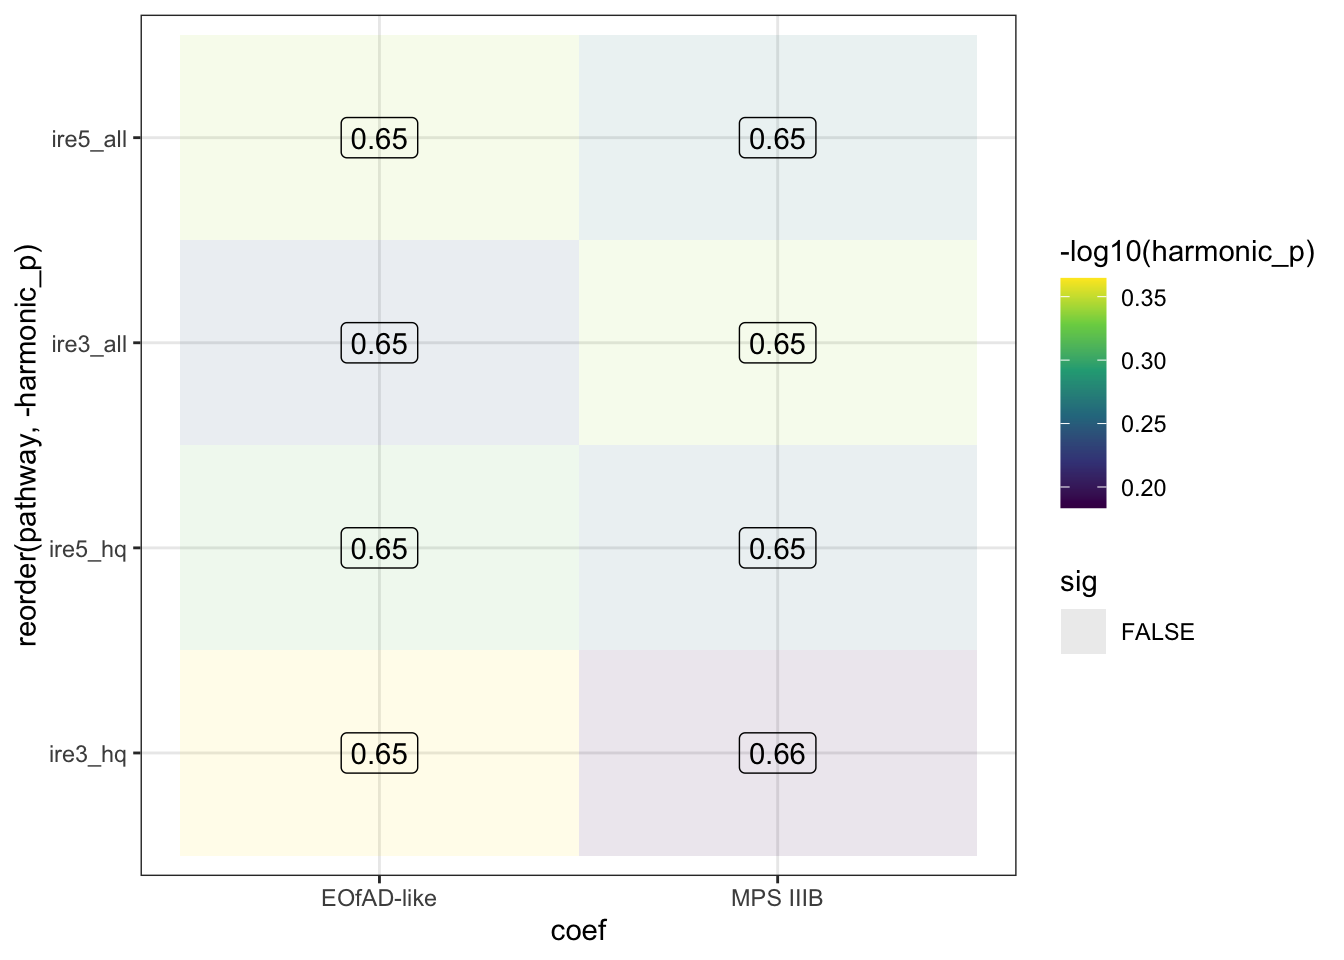 reorder(pathway, -harmonic_p)
ire5_all
0.65
0.65
ire3_all
0.65
0.65
ire5_hq
0.65
0.65
ire3_hq
0.65
0.66
EOfAD-like
MPS IIIB
coef
-log10(harmonic_p)
0.35
0.30
0.25
0.20
sig
FALSE